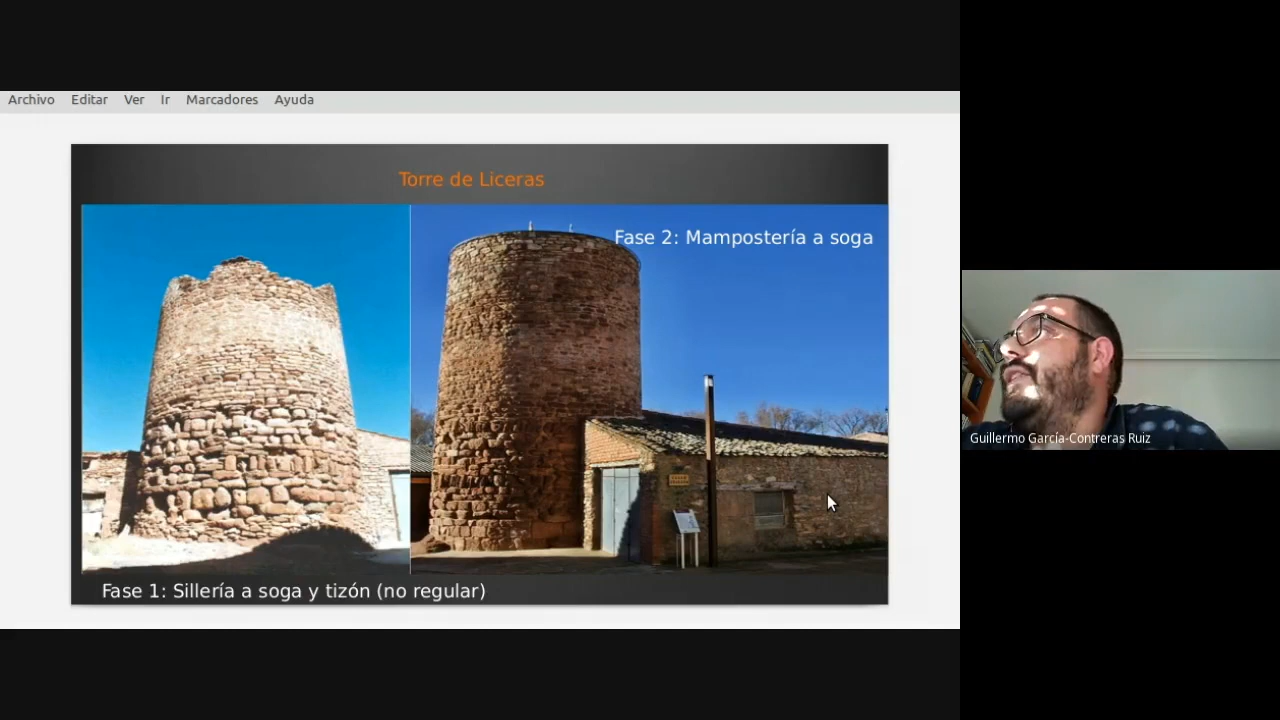 Archivo Editar Ver Ir Marcadores Ayuda
Torre de Liceras
Fase 2: Mampostería a soga
Fase 1: Sillería a soga y tizón (no regular)
Guillermo García-Contreras Ruiz